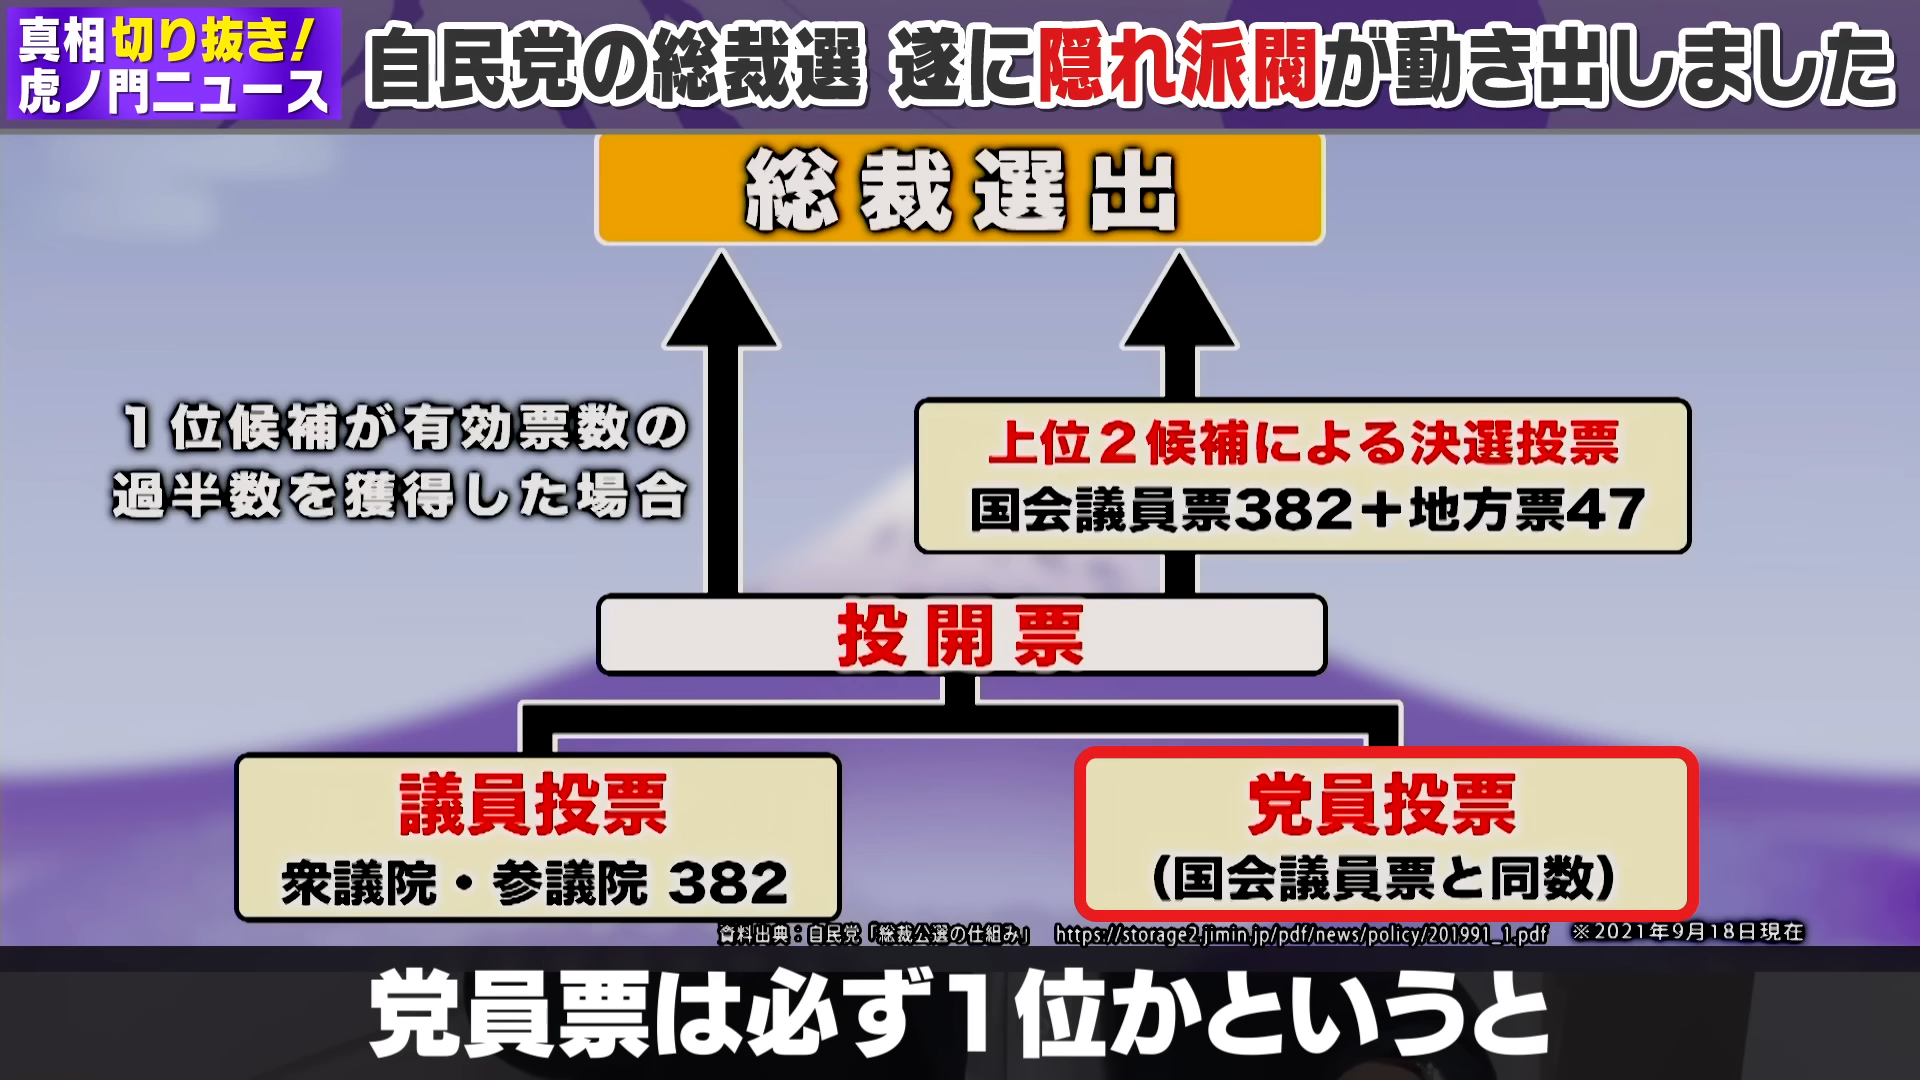 真相切り抜き!
虎ノ門ニュース
自民党の総裁選 遂に隠れ派閥が動き出しました
総裁選出
1位候補が有効票数の
過半数を獲得した場合
上位2候補による決選投票
国会議員票382+地方票47
投開票
議員投票
衆議院・参議院 382
党員投票
(国会議員票と同数)
資料出典:自民党「総裁公選の仕組み」 https://storage2.jimin.jp/pdf/news/policy/201991_1.pdf ※2021年9月18日現在
党員票は必ず1位かというと